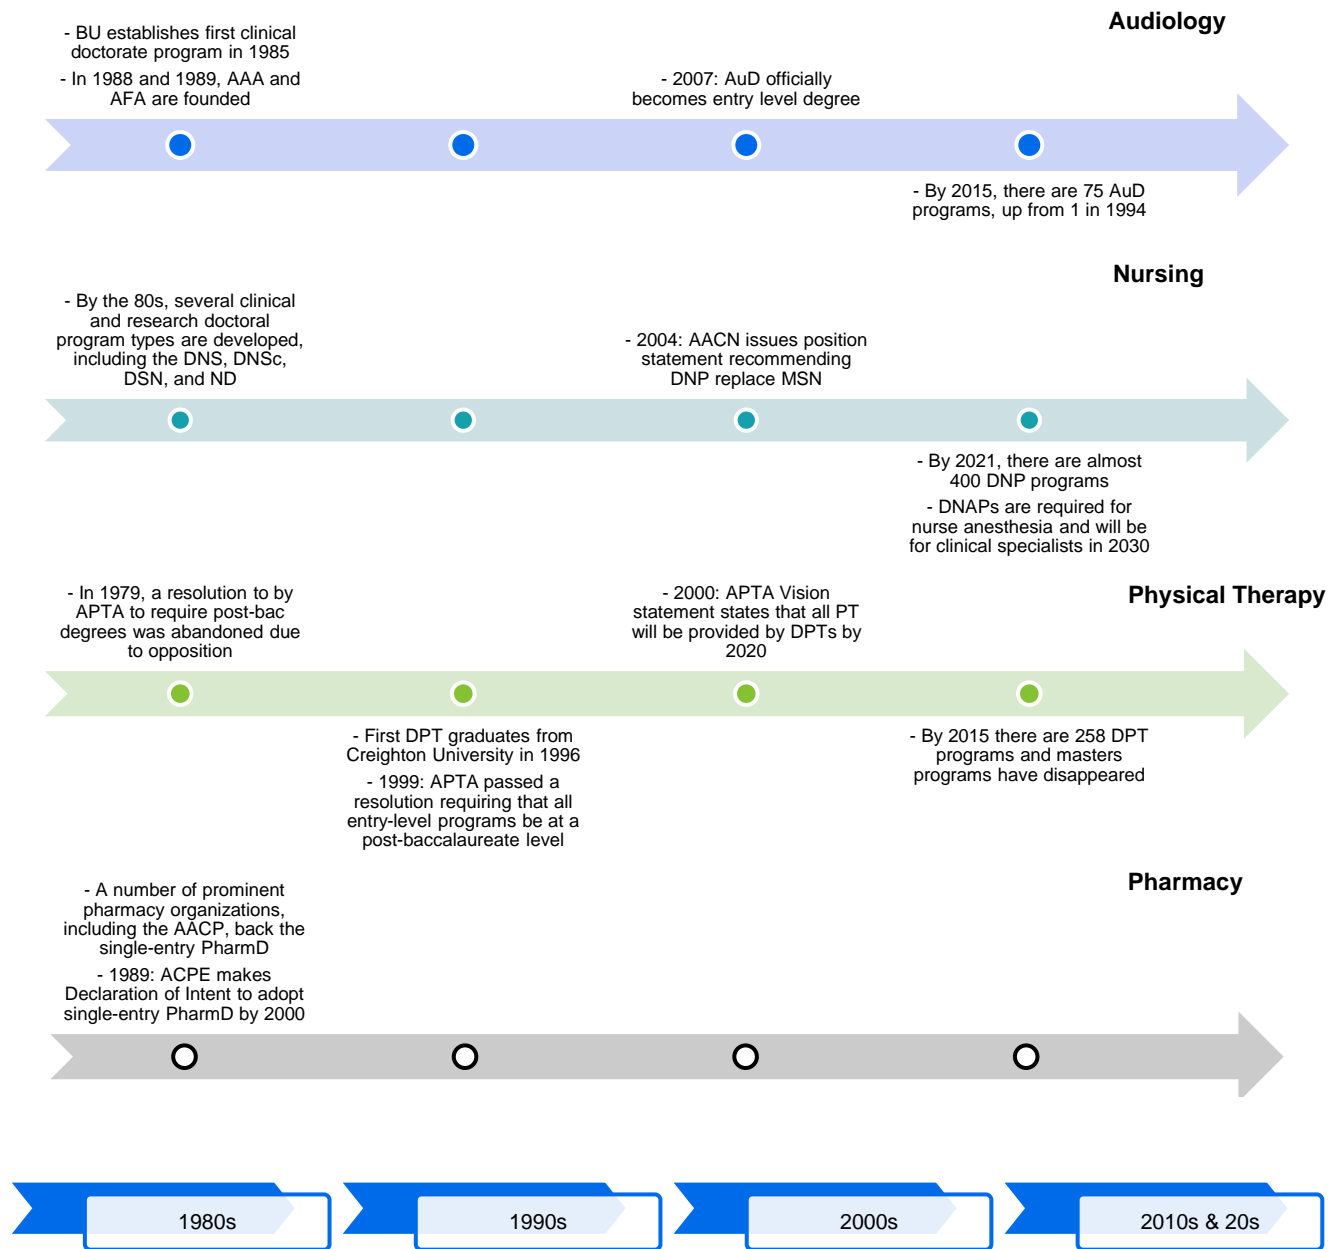 Audiology
- BU establishes first clinical
doctorate program in 1985
- In 1988 and 1989, AAA and
AFA are founded
- 2007: AuD officially
becomes entry level degree
- By 2015, there are 75 AuD
programs, up from 1 in 1994
Nursing
- By the 80s, several clinical
and research doctoral
program types are developed,
including the DNS, DNSc,
DSN, and ND
- 2004: AACN issues position
statement recommending
DNP replace MSN
- By 2021, there are almost
400 DNP programs
- DNAPs are required for
nurse anesthesia and will be
for clinical specialists in 2030
Physical Therapy
- In 1979, a resolution to by
APTA to require post-bac
degrees was abandoned due
to opposition
- First DPT graduates from
Creighton University in 1996
- 1999: APTA passed a
resolution requiring that all
entry-level programs be at a
post-baccalaureate level
- 2000: APTA Vision
statement states that all PT
will be provided by DPTs by
2020
- By 2015 there are 258 DPT
programs and masters
programs have disappeared
Pharmacy
- A number of prominent
pharmacy organizations,
including the AACP, back the
single-entry PharmD
- 1989: ACPE makes
Declaration of Intent to adopt
single-entry PharmD by 2000
1980s
1990s
2000s
2010s & 20s